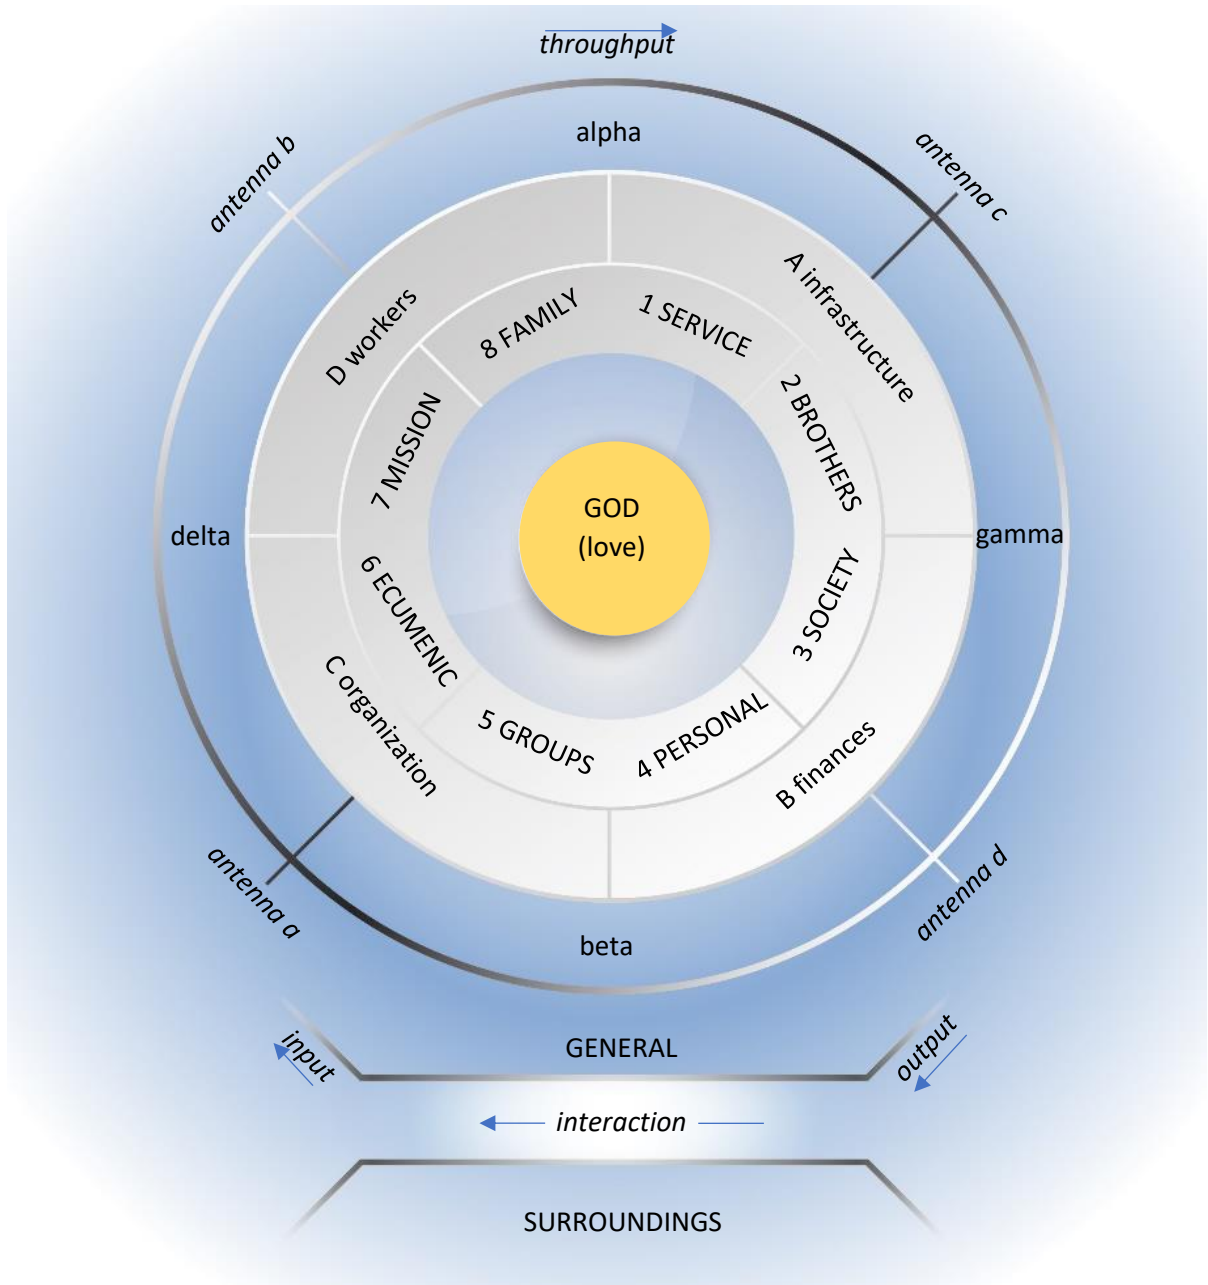 throughput
alpha
antenna b
antenna c
D workers
A infrastructure
8 FAMILY
1 SERVICE
7 MISSION
2 BROTHERS
GOD
(love)
delta
gamma
6 ECUMENIC
3 SOCIETY
C organization
5 GROUPS
4 PERSONAL
B finances
antenna a
antenna d
beta
input
GENERAL
output
interaction
SURROUNDINGS